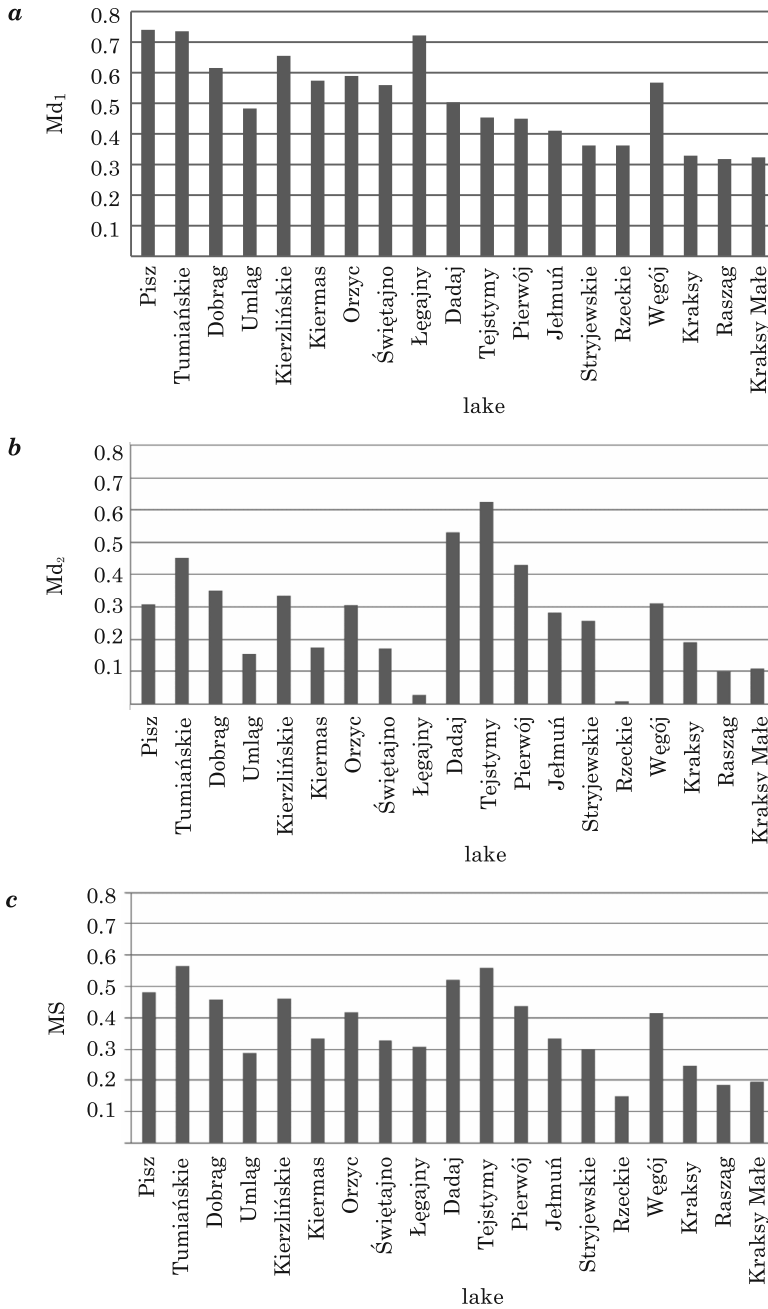 a
0.8
0.7
0.6
0.5
0.4
0.3
0.2
0.1
Md₁
Pisz
Tumiańskie
Dobrąg
Umląg
Kierzlińskie
Kiermas
Orzyc
Świętajno
Łęgajny
Dadaj
Tejstymy
Pierwój
Jełmuń
Stryjewskie
Rzeckie
Węgój
Kraksy
Rasząg
Kraksy Małe
lake
b
0.8
0.7
0.6
0.5
0.4
0.3
0.2
0.1
Md₂
Pisz
Tumiańskie
Dobrąg
Umląg
Kierzlińskie
Kiermas
Orzyc
Świętajno
Łęgajny
Dadaj
Tejstymy
Pierwój
Jełmuń
Stryjewskie
Rzeckie
Węgój
Kraksy
Rasząg
Kraksy Małe
lake
c
0.8
0.7
0.6
0.5
0.4
0.3
0.2
0.1
MS
Pisz
Tumiańskie
Dobrąg
Umląg
Kierzlińskie
Kiermas
Orzyc
Świętajno
Łęgajny
Dadaj
Tejstymy
Pierwój
Jełmuń
Stryjewskie
Rzeckie
Węgój
Kraksy
Rasząg
Kraksy Małe
lake